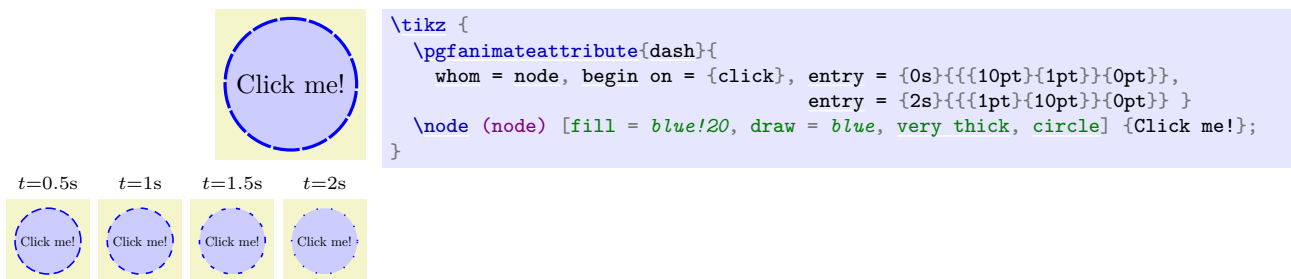 Click me!
\tikz {
\pgfanimateattribute{dash}{
whom = node, begin on = {click}, entry = {0s}{{{10pt}{1pt}}{0pt}},
entry = {2s}{{{1pt}{10pt}}{0pt}} }
\node (node) [fill = blue!20, draw = blue, very thick, circle] {Click me!};
}
t=0.5s t=1s t=1.5s t=2s
Click me! Click me! Click me! Click me!